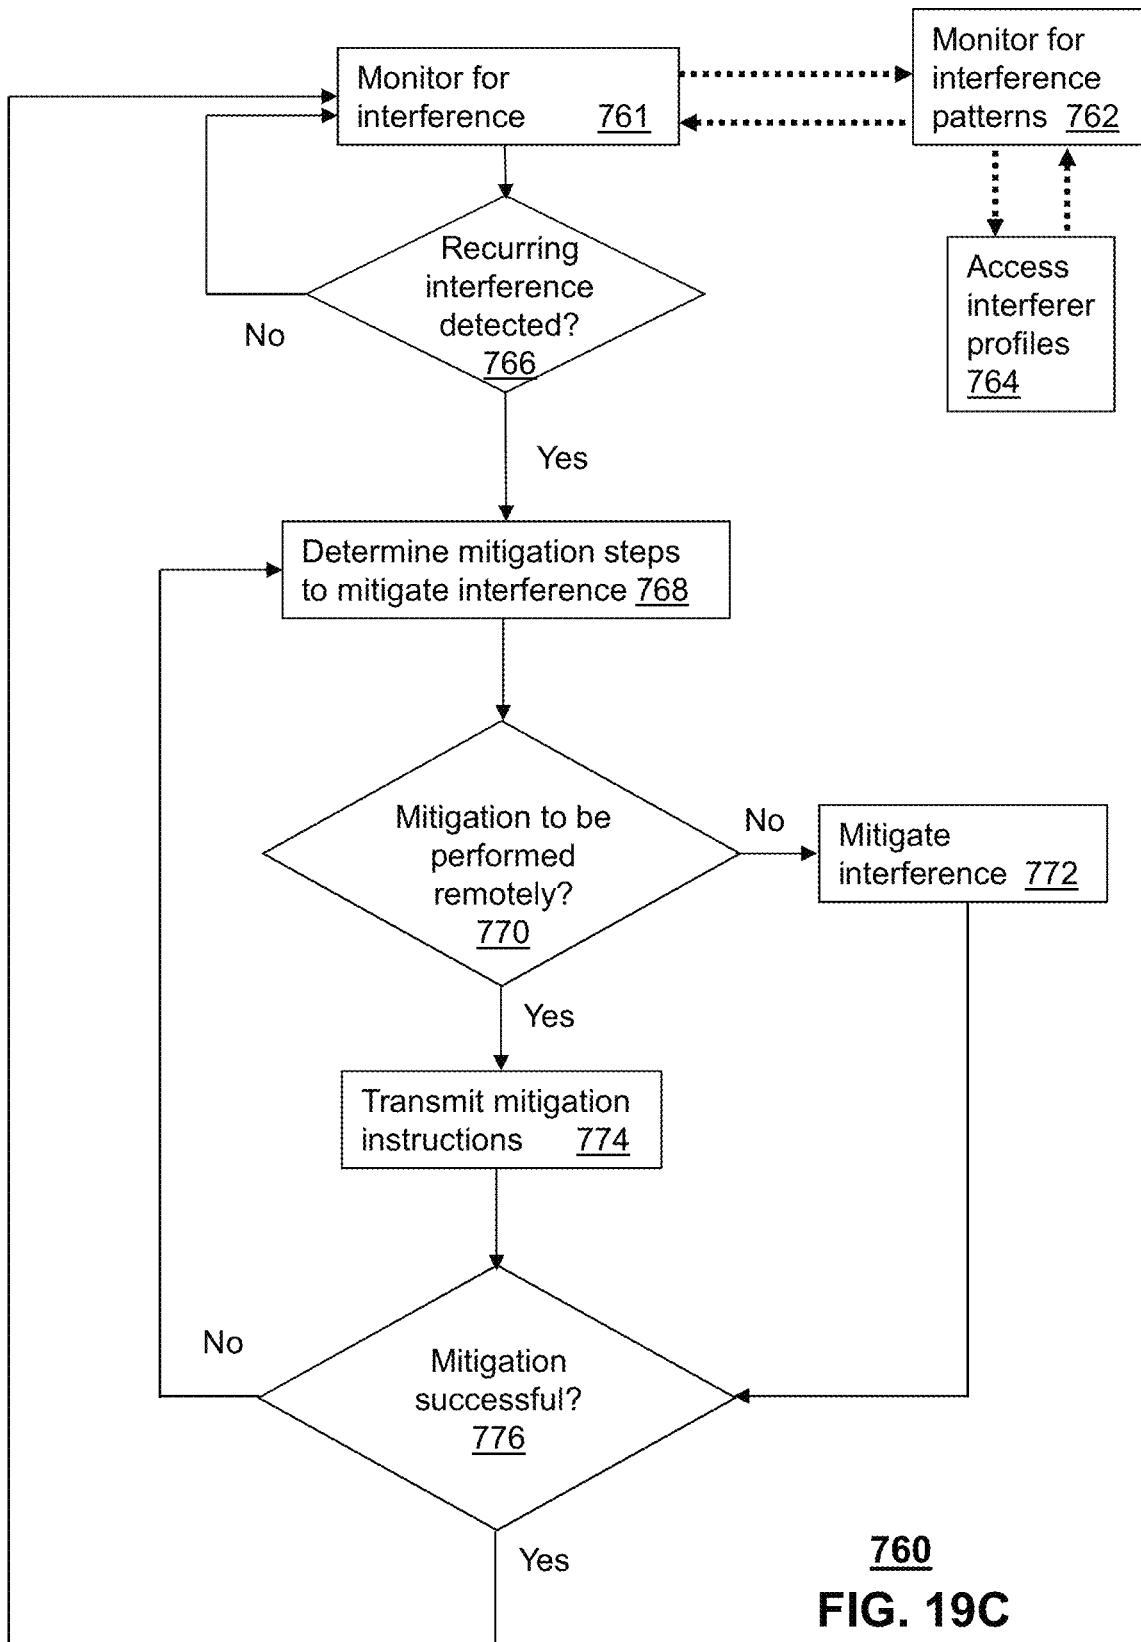 Monitor for
interference 761
Monitor for
interference
patterns 762
Access
interferer
profiles
764
Recurring
interference
detected?
766
No
Yes
Determine mitigation steps
to mitigate interference 768
Mitigation to be
performed
remotely?
770
No
Mitigate
interference 772
Yes
Transmit mitigation
instructions 774
No
Mitigation
successful?
776
Yes
760
FIG. 19C